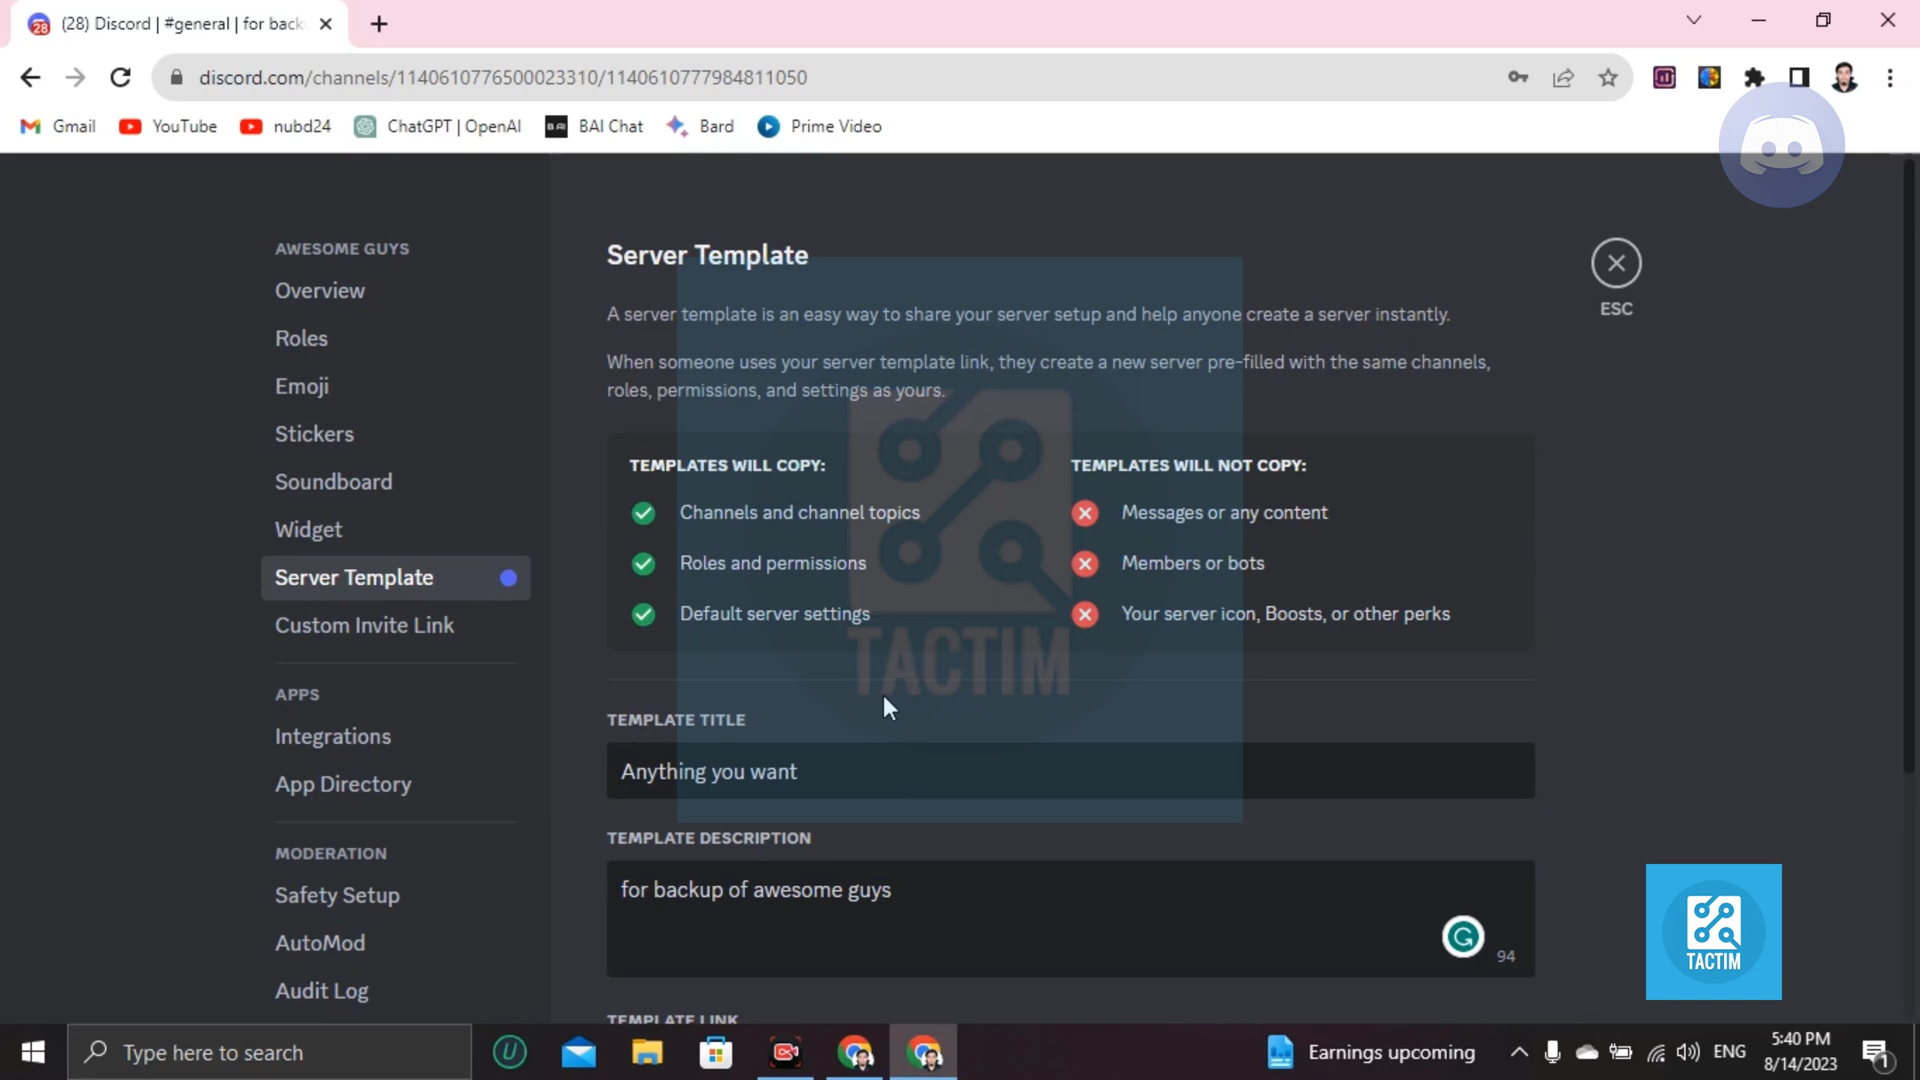 28
(28) Discord | #general | for back
discord.com/channels/1140610776500023310/1140610777984811050
Gmail
YouTube
nubd24
ChatGPT | OpenAI
BAI
BAI Chat
Bard
Prime Video
AWESOME GUYS
Overview
Roles
Emoji
Stickers
Soundboard
Widget
Server Template
Custom Invite Link
APPS
Integrations
App Directory
MODERATION
Safety Setup
AutoMod
Audit Log
Server Template
ESC
A server template is an easy way to share your server setup and help anyone create a server instantly.
When someone uses your server template link, they create a new server pre-filled with the same channels,
roles, permissions, and settings as yours.
TEMPLATES WILL COPY:
Channels and channel topics
Roles and permissions
Default server settings
TEMPLATES WILL NOT COPY:
Messages or any content
Members or bots
Your server icon, Boosts, or other perks
TACTIM
TEMPLATE TITLE
Anything you want
TEMPLATE DESCRIPTION
for backup of awesome guys
94
TEMPLATE LINK
TACTIM
Type here to search
Earnings upcoming
ENG
5:40 PM
8/14/2023
1